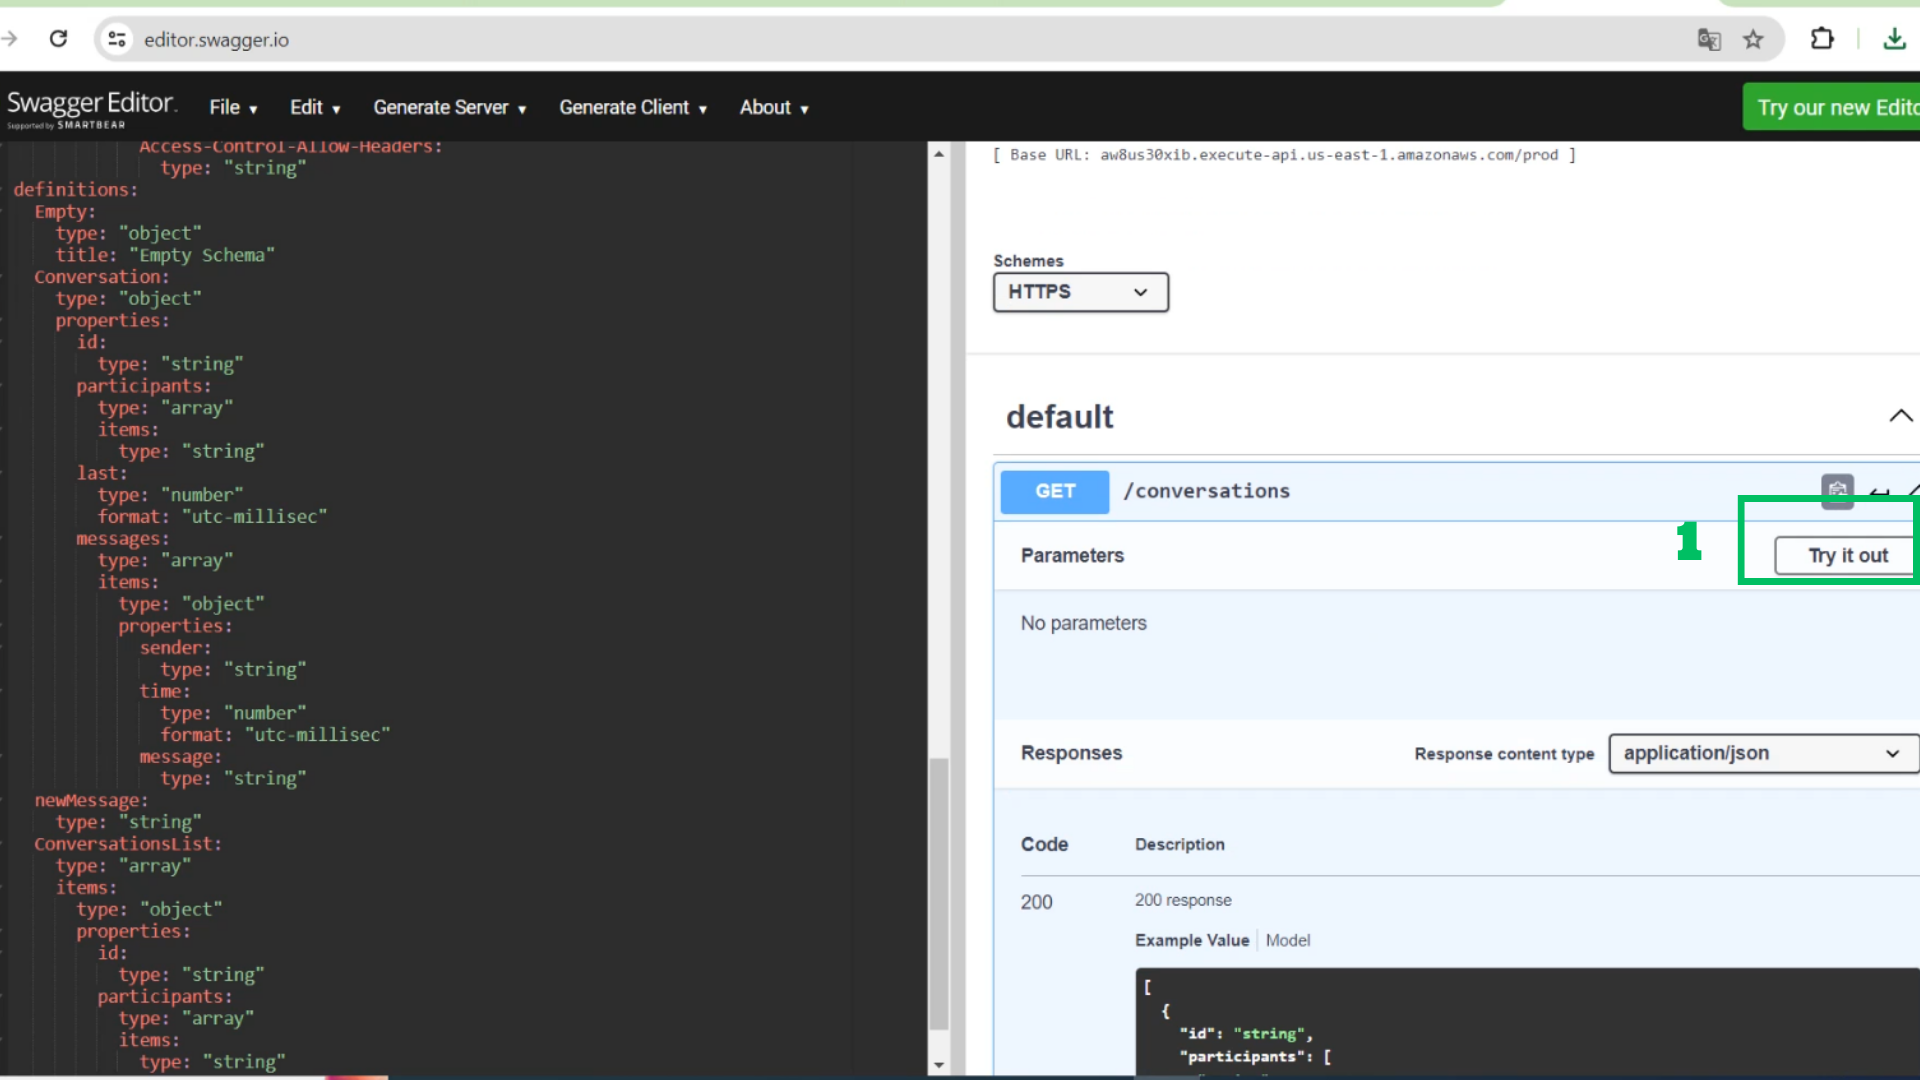 editor.swagger.io
Swagger Editor.
Supported by SMARTBEAR
File
Edit
Generate Server
Generate Client
About
Try our new Edito
Access-Control-Allow-Headers:
type: "string"
definitions:
Empty:
type: "object"
title: "Empty Schema"
Conversation:
type: "object"
properties:
id:
type: "string"
participants:
type: "array"
items:
type: "string"
last:
type: "number"
format: "utc-millisec"
messages:
type: "array"
items:
type: "object"
properties:
sender:
type: "string"
time:
type: "number"
format: "utc-millisec"
message:
type: "string"
newMessage:
type: "string"
ConversationsList:
type: "array"
items:
type: "object"
properties:
id:
type: "string"
participants:
type: "array"
items:
type: "string"
[ Base URL: aw8us30xib.execute-api.us-east-1.amazonaws.com/prod ]
Schemes
HTTPS
default
GET /conversations
1
Parameters
Try it out
No parameters
Responses
Response content type
application/json
Code
Description
200
200 response
Example Value
Model
[
{
"id": "string",
"participants": [